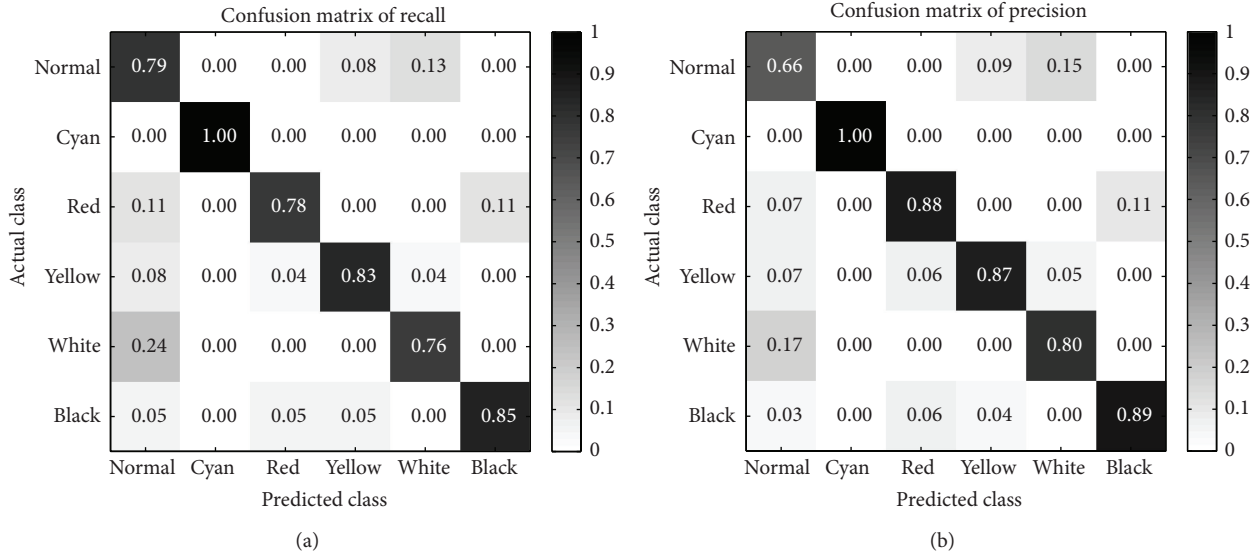 Confusion matrix of recall
Normal 0.79 0.00 0.00 0.08 0.13 0.00
Cyan 0.00 1.00 0.00 0.00 0.00 0.00
Red 0.11 0.00 0.78 0.00 0.00 0.11
Yellow 0.08 0.00 0.04 0.83 0.04 0.00
White 0.24 0.00 0.00 0.00 0.76 0.00
Black 0.05 0.00 0.05 0.05 0.00 0.85
Normal Cyan Red Yellow White Black
Predicted class
Actual class
1
0.9
0.8
0.7
0.6
0.5
0.4
0.3
0.2
0.1
0
(a)
Confusion matrix of precision
Normal 0.66 0.00 0.00 0.09 0.15 0.00
Cyan 0.00 1.00 0.00 0.00 0.00 0.00
Red 0.07 0.00 0.88 0.00 0.00 0.11
Yellow 0.07 0.00 0.06 0.87 0.05 0.00
White 0.17 0.00 0.00 0.00 0.80 0.00
Black 0.03 0.00 0.06 0.04 0.00 0.89
Normal Cyan Red Yellow White Black
Predicted class
Actual class
1
0.9
0.8
0.7
0.6
0.5
0.4
0.3
0.2
0.1
0
(b)